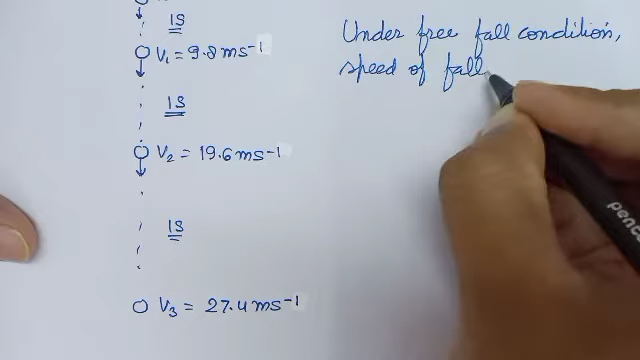 1S
V₁ = 9.8 ms⁻¹
1S
V₂ = 19.6 ms⁻¹
1S
V₃ = 27.4 ms⁻¹
Under free fall condition,
speed of fall